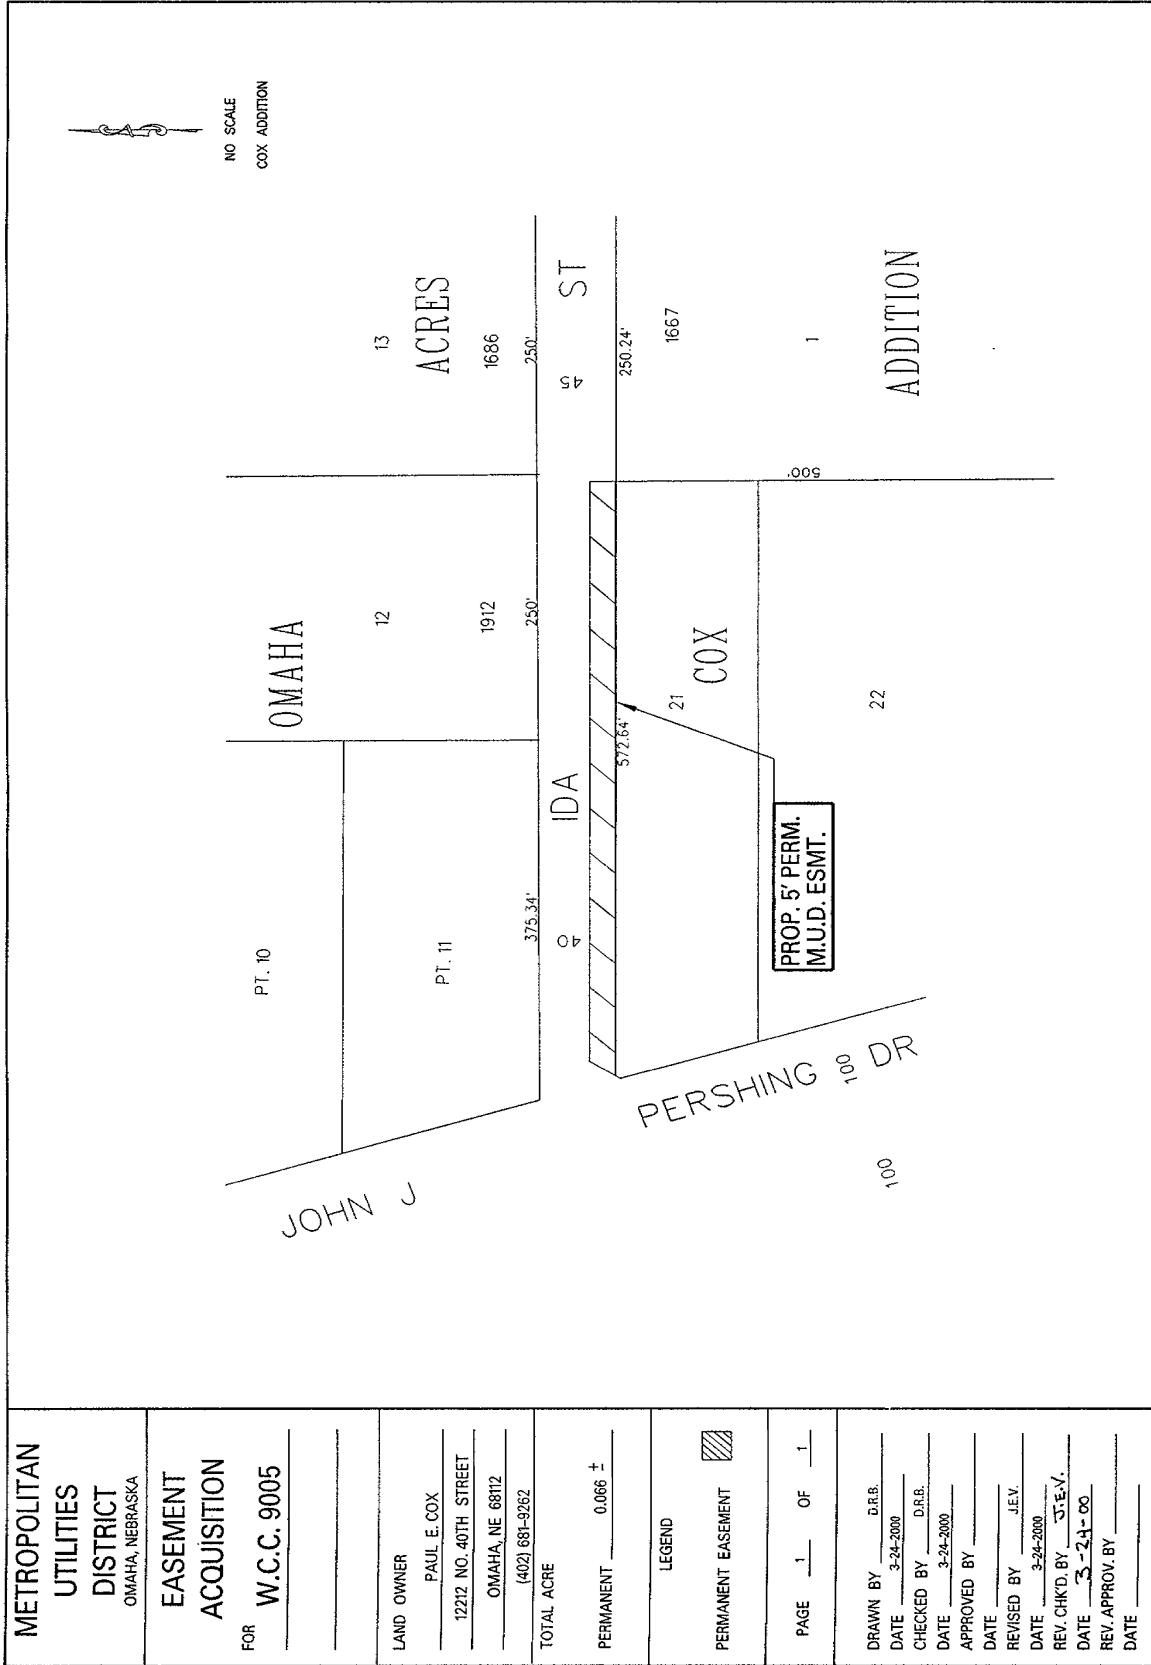 METROPOLITAN
UTILITIES
DISTRICT
OMAHA, NEBRASKA
EASEMENT
ACQUISITION
FOR W.C.C. 9005
LAND OWNER
PAUL E. COX
12212 NO. 40TH STREET
OMAHA, NE 68112
(402) 681-9262
TOTAL ACRE
PERMANENT 0.066 ±
LEGEND
PERMANENT EASEMENT
PAGE 1 OF 1
DRAWN BY D.R.B.
DATE 3-24-2000
CHECKED BY D.R.B.
DATE 3-24-2000
APPROVED BY
DATE
REVISED BY J.E.V.
DATE 3-24-2000
REV. CHK'D. BY J.E.V.
DATE 3-24-00
REV. APPROV. BY
DATE
NO SCALE
COX ADDITION
OMAHA
ACRES
PT. 10
12
13
PT. 11
1912
1686
375.34'
250'
250'
IDA
ST
40
45
572.64'
250.24'
21
1667
COX
500'
1
22
ADDITION
PROP. 5' PERM.
M.U.D. ESMT.
JOHN J
PERSHING
100
DR
100